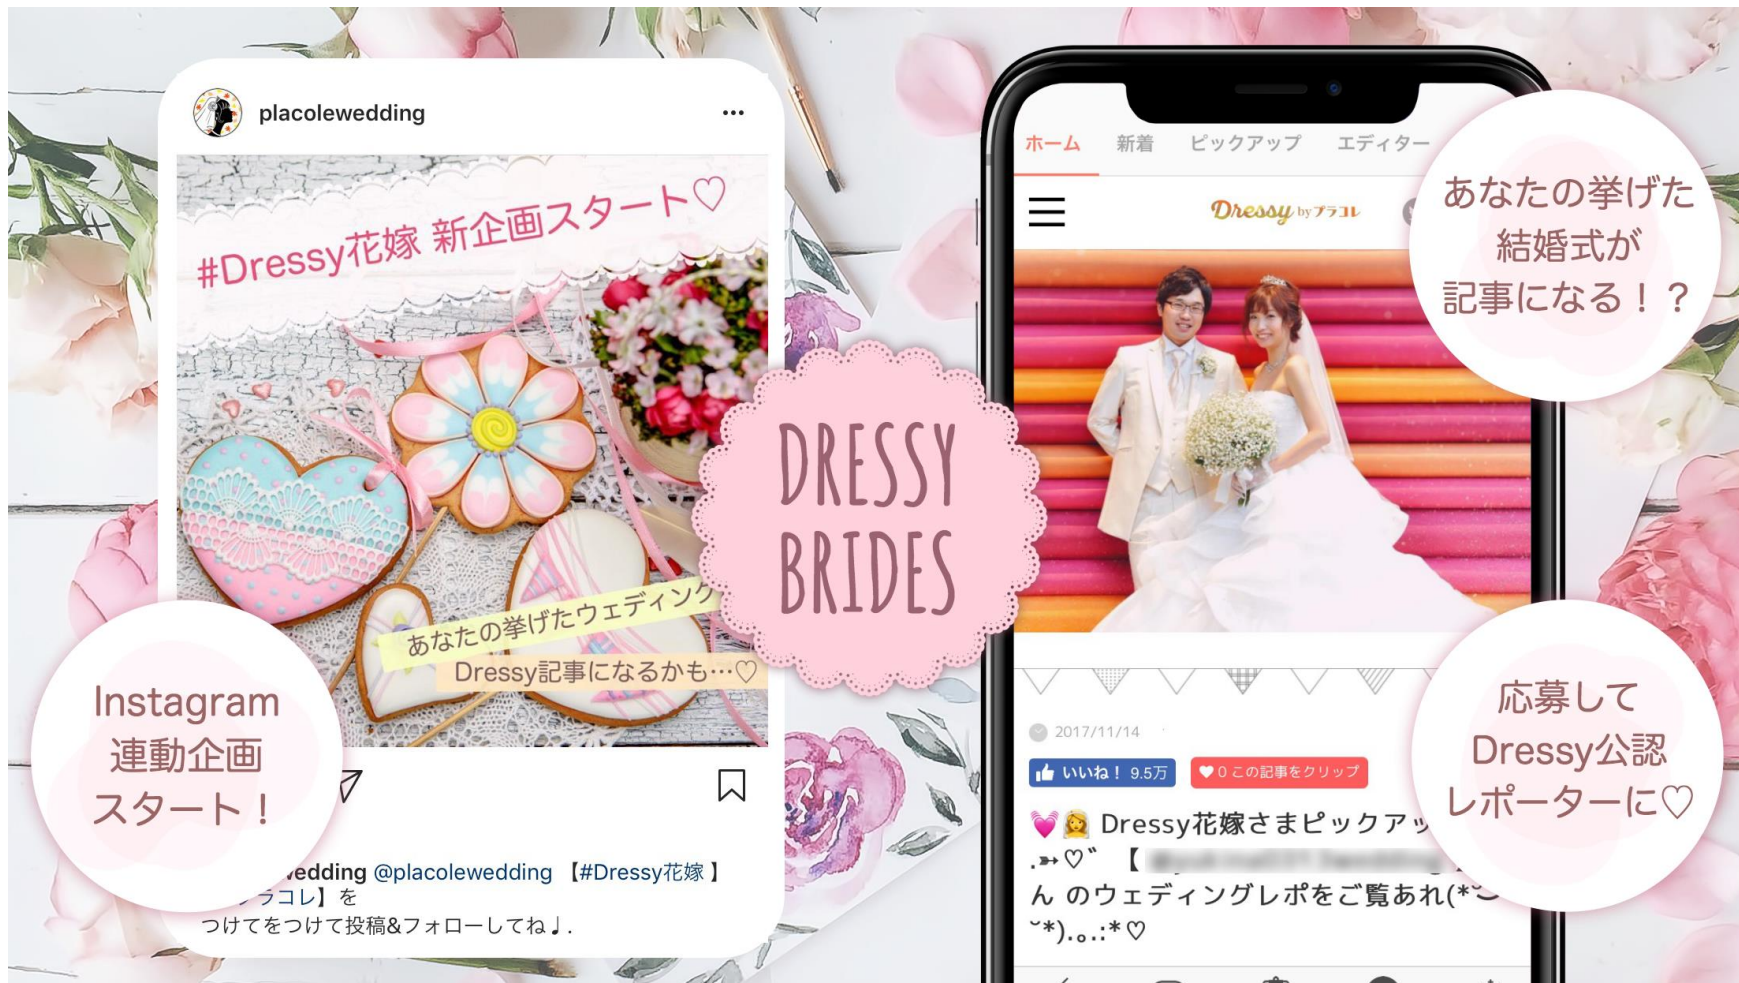 placolewedding
#Dressy花嫁 新企画スタート♡
あなたの挙げたウェディング
Dressy記事になるかも…♡
Instagram
連動企画
スタート！
wedding @placolewedding 【#Dressy花嫁 】
ラコレ】を
つけてをつけて投稿&フォローしてね♩.
DRESSY
BRIDES
ホーム 新着 ピックアップ エディター
Dressy by プラコレ
あなたの挙げた
結婚式が
記事になる！？
2017/11/14
いいね！ 9.5万
0 この記事をクリップ
💓👰 Dressy花嫁さまピックアッ
.➳♡゛ 【
ん のウェディングレポをご覧あれ(*˘︶
˘*).｡.:*♡
応募して
Dressy公認
レポーターに♡